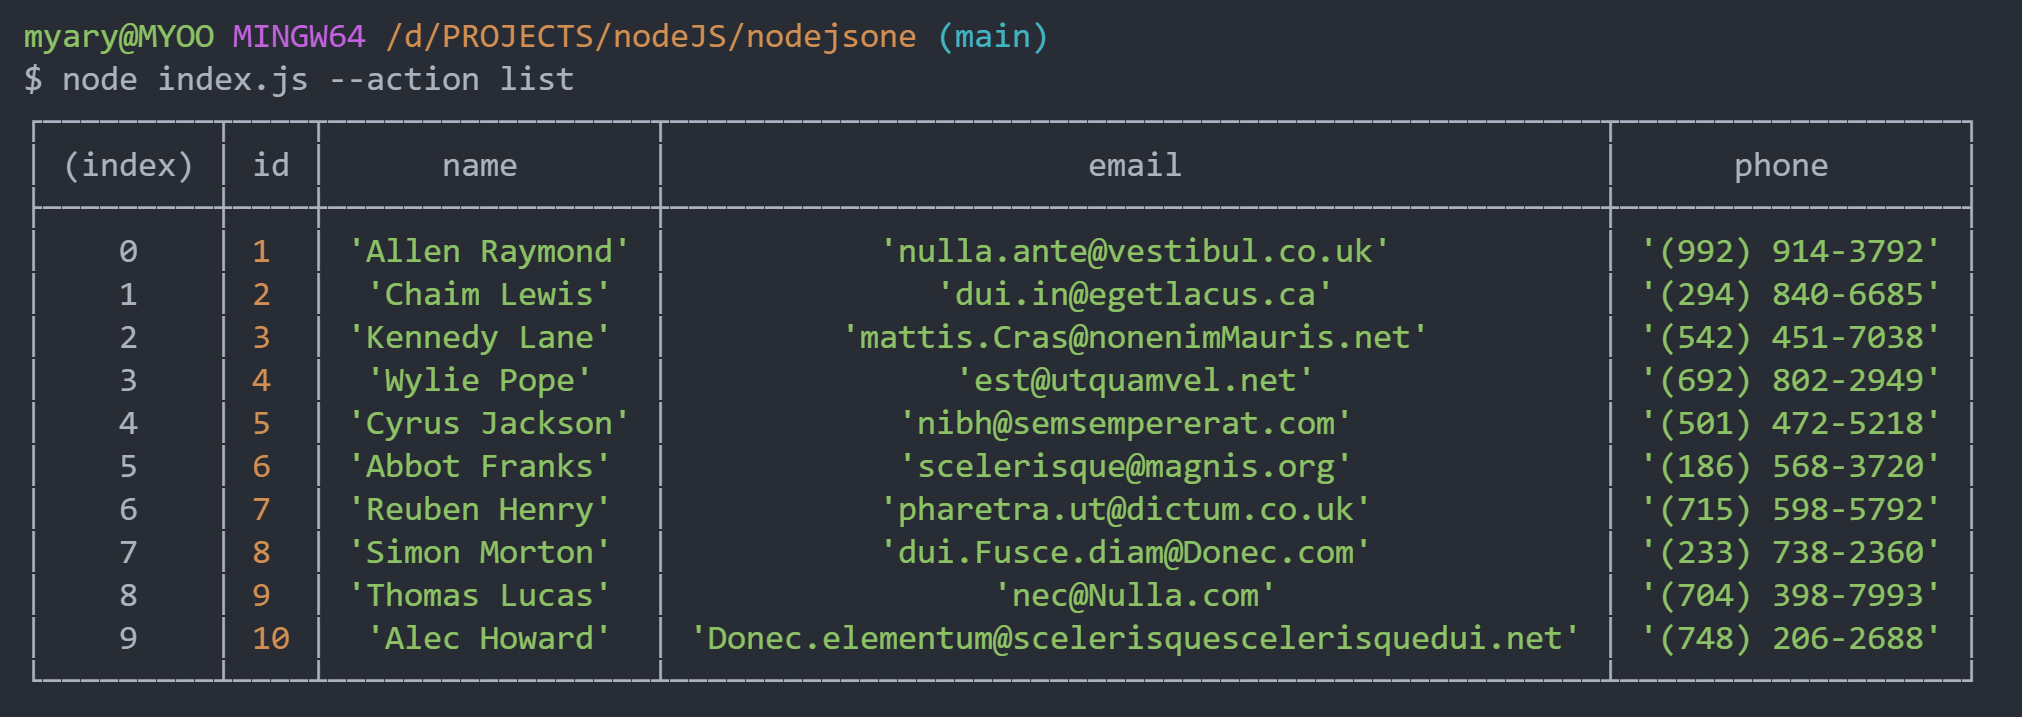 myary@MYOO MINGW64 /d/PROJECTS/nodeJS/nodejsone (main)
$ node index.js --action list
(index) id name email phone
0 1 'Allen Raymond' 'nulla.ante@vestibul.co.uk' '(992) 914-3792'
1 2 'Chaim Lewis' 'dui.in@egetlacus.ca' '(294) 840-6685'
2 3 'Kennedy Lane' 'mattis.Cras@nonenimMauris.net' '(542) 451-7038'
3 4 'Wylie Pope' 'est@utquamvel.net' '(692) 802-2949'
4 5 'Cyrus Jackson' 'nibh@semsempererat.com' '(501) 472-5218'
5 6 'Abbot Franks' 'scelerisque@magnis.org' '(186) 568-3720'
6 7 'Reuben Henry' 'pharetra.ut@dictum.co.uk' '(715) 598-5792'
7 8 'Simon Morton' 'dui.Fusce.diam@Donec.com' '(233) 738-2360'
8 9 'Thomas Lucas' 'nec@Nulla.com' '(704) 398-7993'
9 10 'Alec Howard' 'Donec.elementum@scelerisquescelerisquedui.net' '(748) 206-2688'